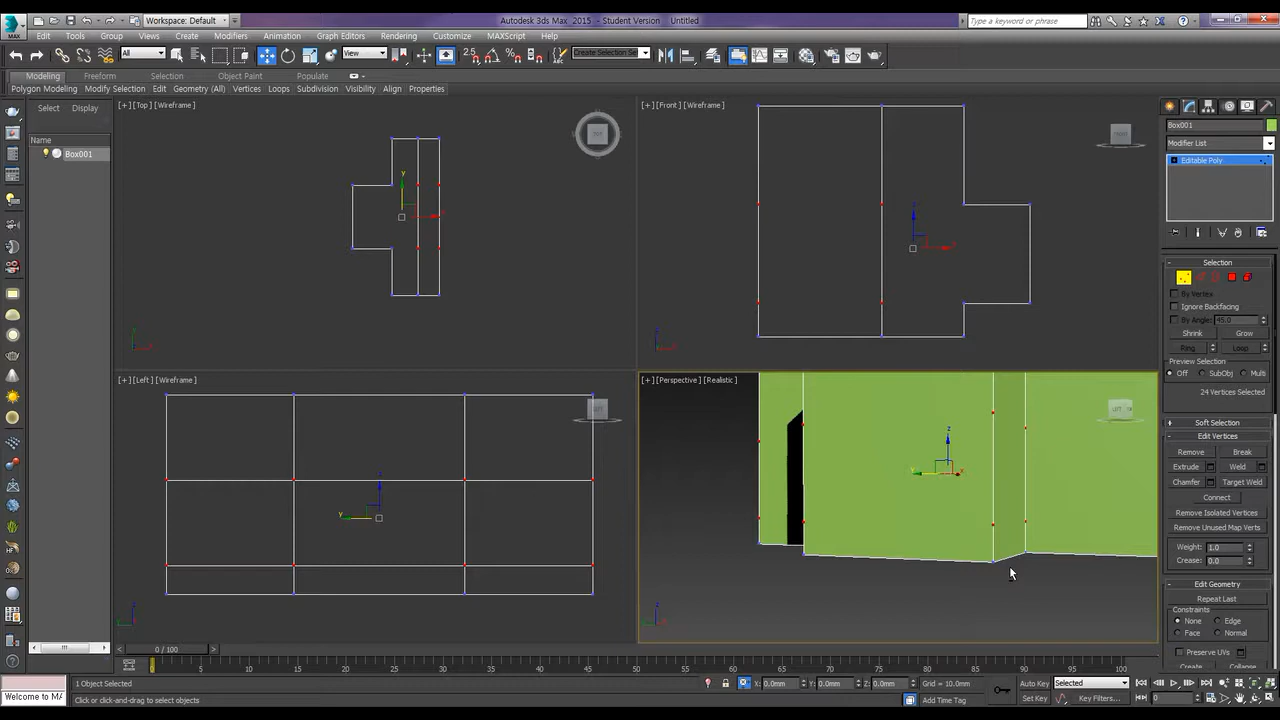 Workspace: Default
Autodesk 3ds Max 2015 - Student Version Untitled
Type a keyword or phrase
MAX
Edit Tools Group Views Create Modifiers Animation Graph Editors Rendering Customize MAXScript Help
All View Create Selection Se
Modeling Freeform Selection Object Paint Populate
Polygon Modeling Modify Selection Edit Geometry (All) Vertices Loops Subdivision Visibility Align Properties
Select Display
Name
Box001
[+] [Top] [Wireframe]
TOP
[+] [Front] [Wireframe]
FRONT
[+] [Left] [Wireframe]
LEFT
[+] [Perspective] [Realistic]
LEFT
Box001
Modifier List
Editable Poly
Selection
By Vertex
Ignore Backfacing
By Angle: 45.0
Shrink Grow
Ring Loop
Preview Selection
Off SubObj Multi
24 Vertices Selected
Soft Selection
Edit Vertices
Remove Break
Extrude Weld
Chamfer Target Weld
Connect
Remove Isolated Vertices
Remove Unused Map Verts
Weight: 1.0
Crease: 0.0
Edit Geometry
Repeat Last
Constraints
None Edge
Face Normal
Preserve UVs
Create Collapse
0 / 100
0 5 10 15 20 25 30 35 40 45 50 55 60 65 70 75 80 85 90 95 100
1 Object Selected
X: 0.0mm Y: 0.0mm Z: 0.0mm Grid = 10.0mm
Auto Key Selected
Welcome to MA
Click or click-and-drag to select objects
Add Time Tag
Set Key Key Filters... 0